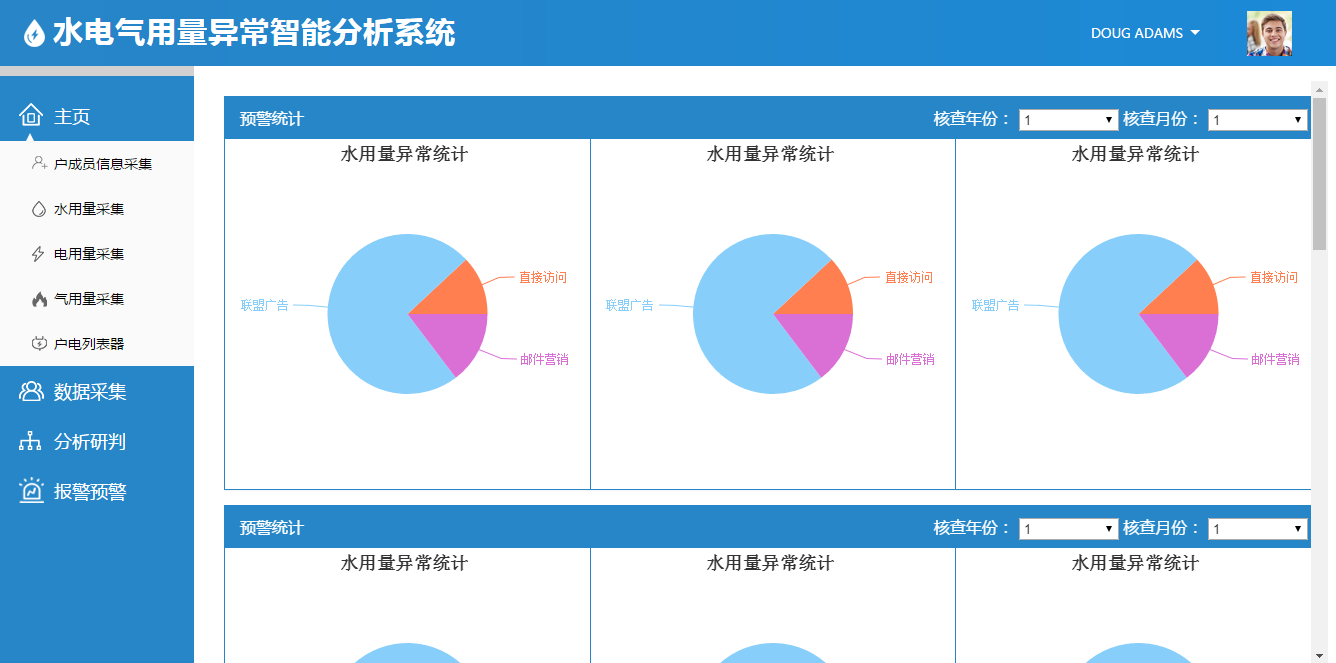 水电气用量异常智能分析系统
DOUG ADAMS
主页
户成员信息采集
水用量采集
电用量采集
气用量采集
户电列表器
数据采集
分析研判
报警预警
预警统计 核查年份： 1 核查月份： 1
水用量异常统计 水用量异常统计 水用量异常统计
直接访问 直接访问 直接访问
联盟广告 联盟广告 联盟广告
邮件营销 邮件营销 邮件营销
预警统计 核查年份： 1 核查月份： 1
水用量异常统计 水用量异常统计 水用量异常统计